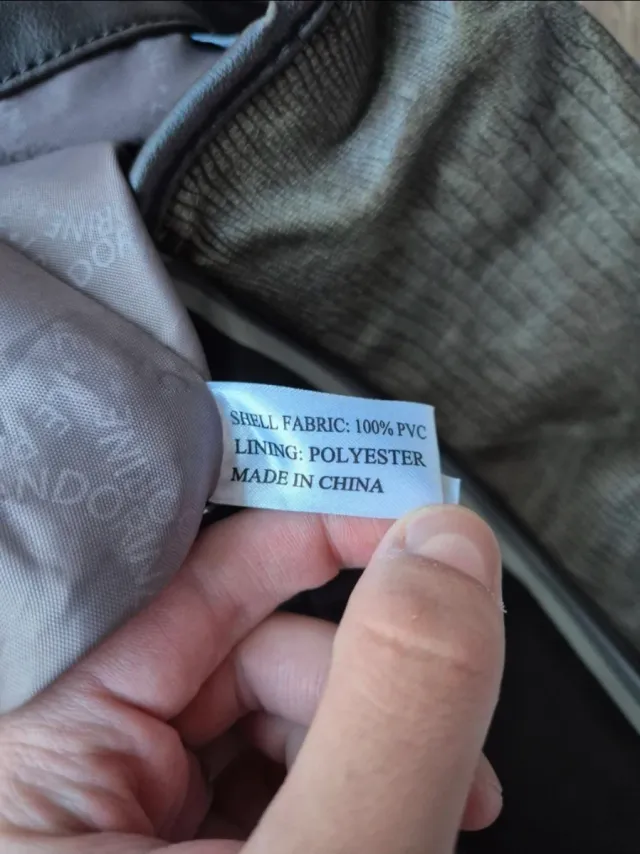 SHELL FABRIC: 100% PVC
LINING: POLYESTER
MADE IN CHINA